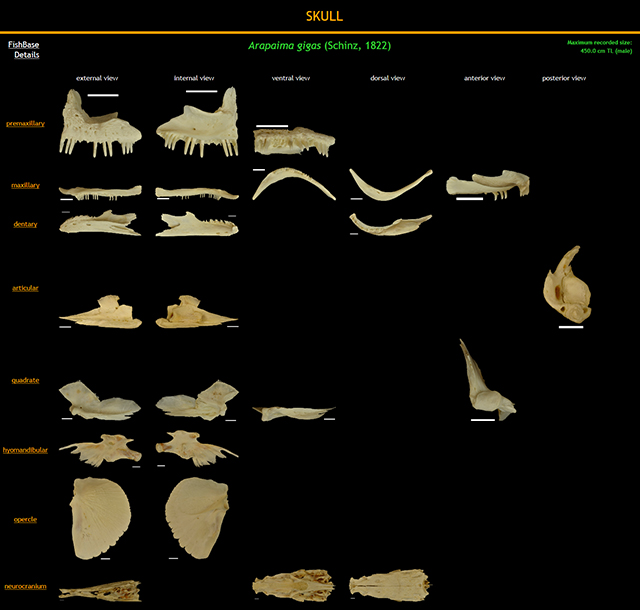 SKULL
FishBase
Details
Arapaima gigas (Schinz, 1822)
Maximum recorded size:
450.0 cm TL (male)
external view internal view ventral view dorsal view anterior view posterior view
premaxillary
maxillary
dentary
articular
quadrate
hyomandibular
opercle
neurocranium